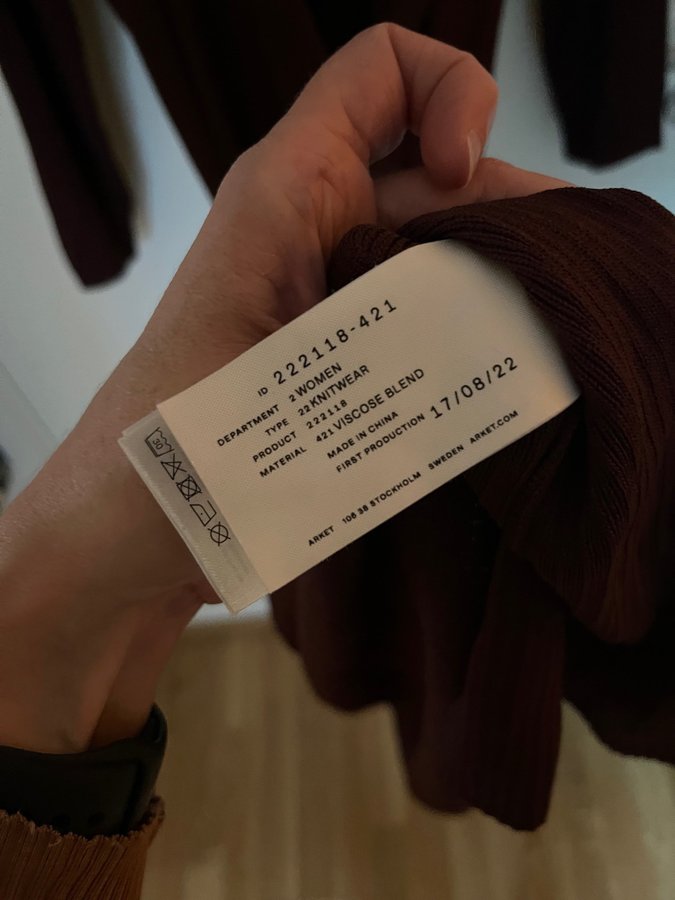 ID 222118-421
DEPARTMENT 2 WOMEN
TYPE 22 KNITWEAR
PRODUCT 222118
MATERIAL 421 VISCOSE BLEND
MADE IN CHINA
FIRST PRODUCTION 17/08/22
ARKET 106 38 STOCKHOLM SWEDEN ARKET.COM
30